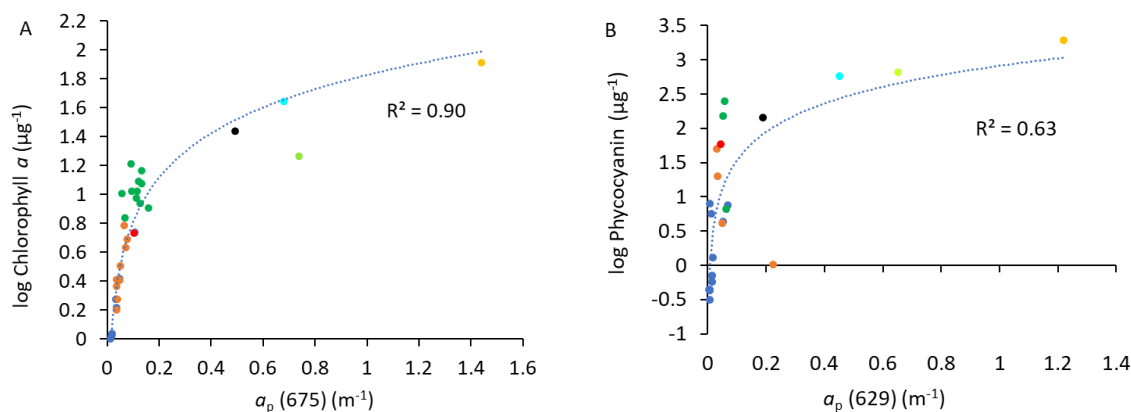 A
log Chlorophyll a (µg⁻¹)
2.2
2
1.8
1.6
1.4
1.2
1
0.8
0.6
0.4
0.2
0
R² = 0.90
0 0.2 0.4 0.6 0.8 1 1.2 1.4 1.6
aₚ (675) (m⁻¹)
B
log Phycocyanin (µg⁻¹)
4
3.5
3
2.5
2
1.5
1
0.5
0
-0.5
-1
R² = 0.63
0 0.2 0.4 0.6 0.8 1 1.2 1.4
aₚ (629) (m⁻¹)